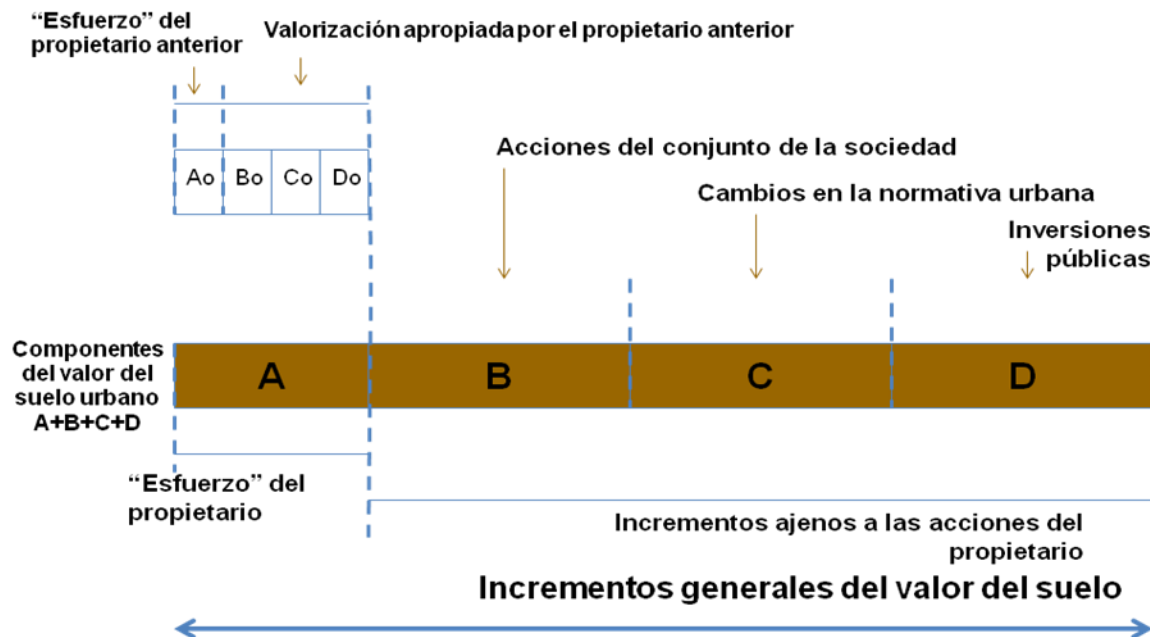 “Esfuerzo” del
propietario anterior
Valorización apropiada por el propietario anterior
Ao Bo Co Do
Acciones del conjunto de la sociedad
Cambios en la normativa urbana
Inversiones
públicas
Componentes
del valor del
suelo urbano
A+B+C+D
A B C D
“Esfuerzo” del
propietario
Incrementos ajenos a las acciones del
propietario
Incrementos generales del valor del suelo